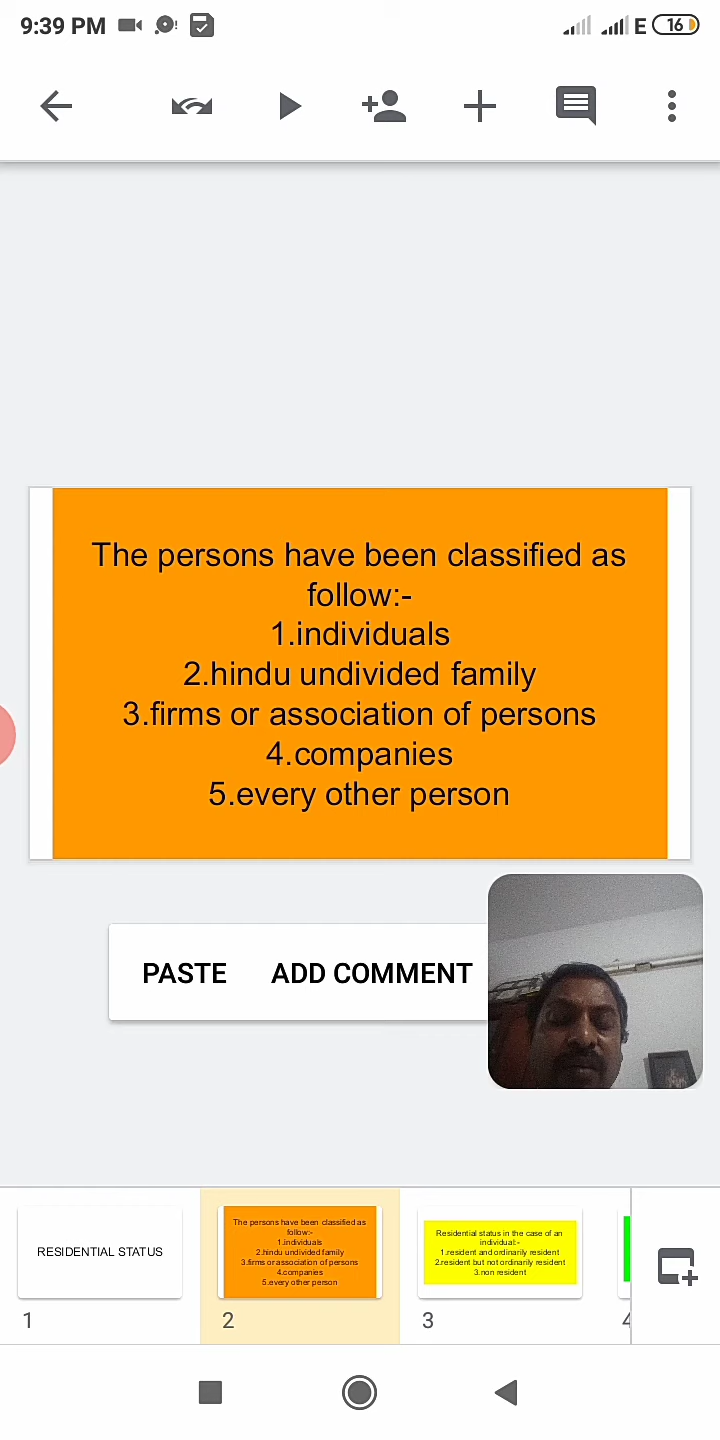 9:39 PM
E 16
The persons have been classified as
follow:-
1.individuals
2.hindu undivided family
3.firms or association of persons
4.companies
5.every other person
PASTE ADD COMMENT
RESIDENTIAL STATUS
1
The persons have been classified as
follow:-
1.individuals
2.hindu undivided family
3.firms or association of persons
4.companies
5.every other person
2
Residential status in the case of an
individual:-
1.resident and ordinarily resident
2.resident but not ordinarily resident
3.non resident
3
4